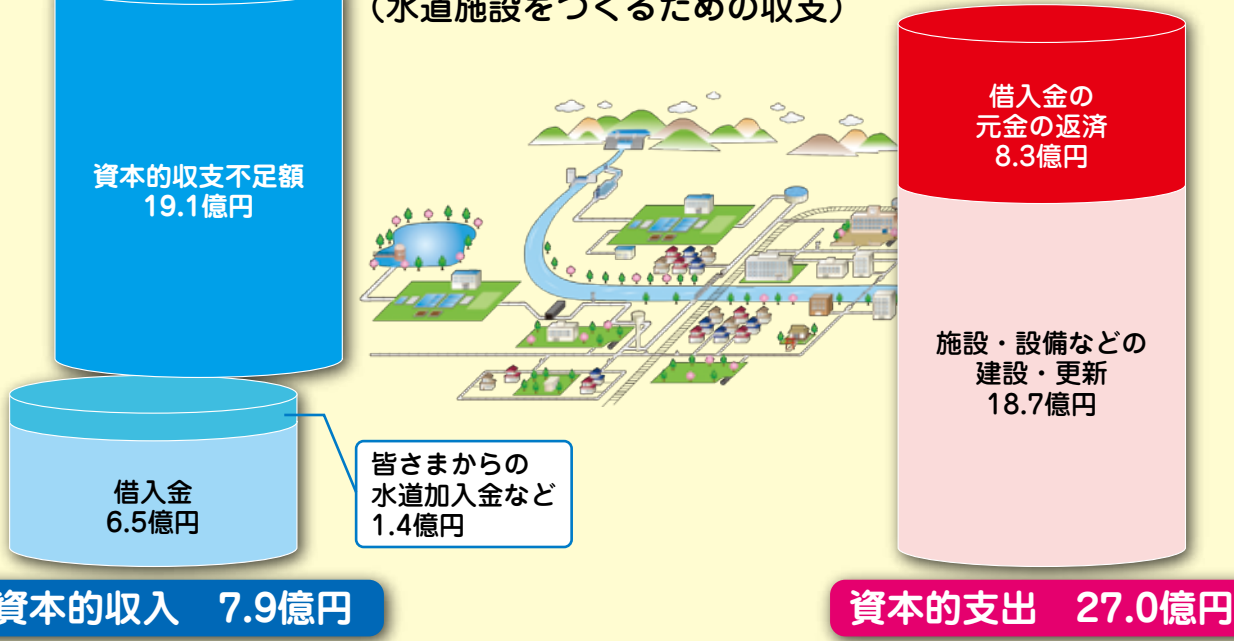 （水道施設をつくるための収支）
資本的収支不足額
19.1億円
借入金
6.5億円
皆さまからの
水道加入金など
1.4億円
資本的収入　7.9億円
借入金の
元金の返済
8.3億円
施設・設備などの
建設・更新
18.7億円
資本的支出　27.0億円